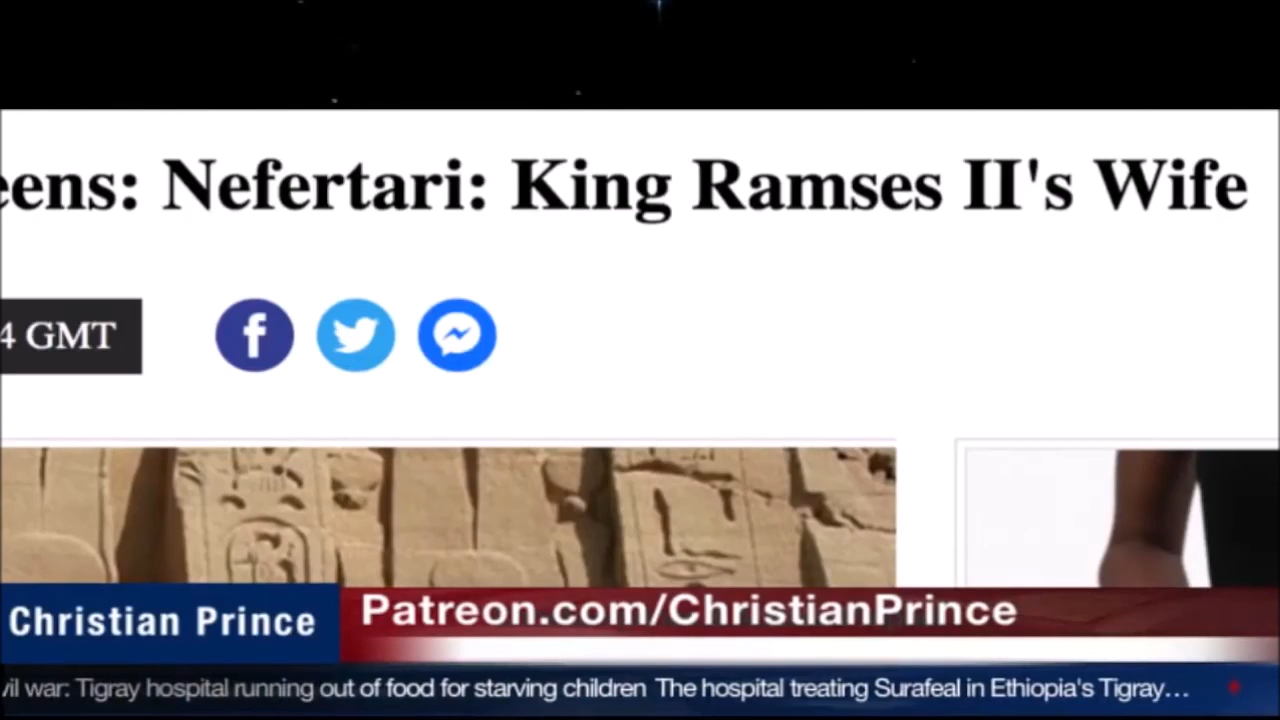 eens: Nefertari: King Ramses II's Wife
4 GMT
Christian Prince
Patreon.com/ChristianPrince
vil war: Tigray hospital running out of food for starving children The hospital treating Surafeal in Ethiopia's Tigray…